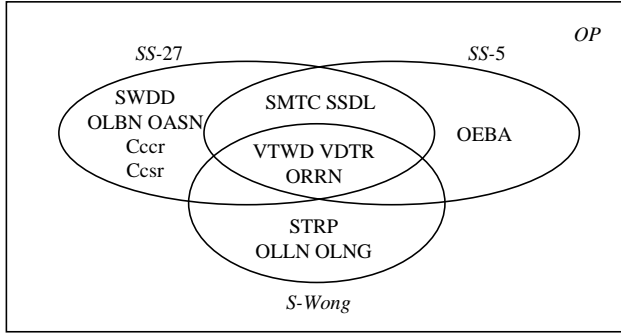 OP
SS-27
SS-5
SWDD
OLBN OASN
Cccr
Ccsr
SMTC SSDL
OEBA
VTWD VDTR
ORRN
STRP
OLLN OLNG
S-Wong